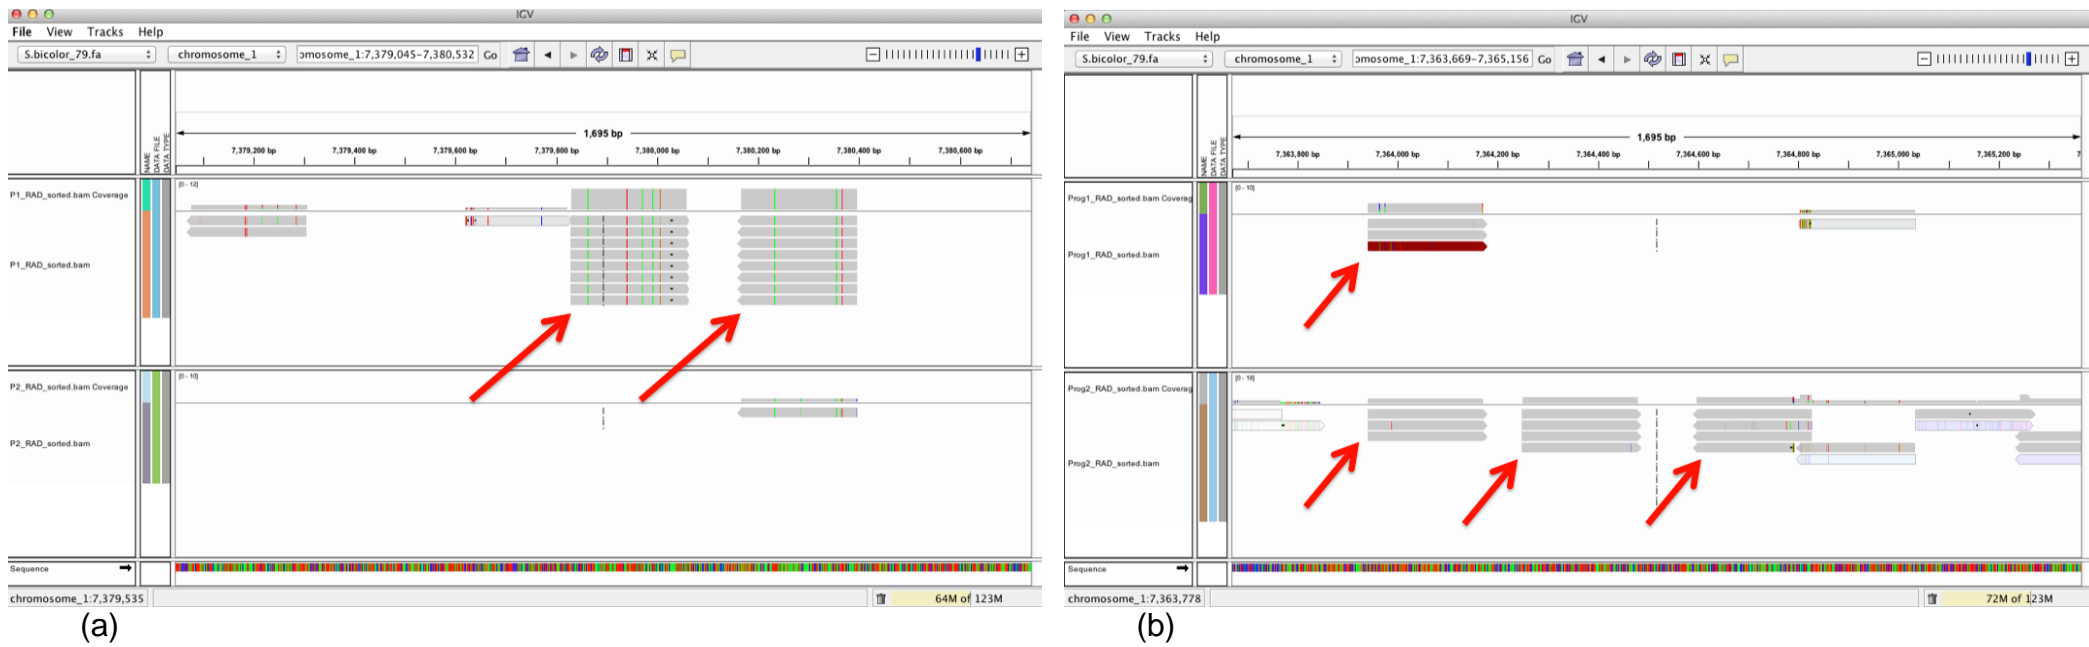 IGV
File View Tracks Help
S.bicolor_79.fa chromosome_1 omosome_1:7,379,045-7,380,532 Go
NAME
DATA FILE
DATA TYPE
1,695 bp
7,379,200 bp 7,379,400 bp 7,379,600 bp 7,379,800 bp 7,380,000 bp 7,380,200 bp 7,380,400 bp 7,380,600 bp
P1_RAD_sorted.bam Coverage
[0 - 12]
P1_RAD_sorted.bam
P2_RAD_sorted.bam Coverage
[0 - 10]
P2_RAD_sorted.bam
Sequence
chromosome_1:7,379,535 64M of 123M
(a)
IGV
File View Tracks Help
S.bicolor_79.fa chromosome_1 omosome_1:7,363,669-7,365,156 Go
NAME
DATA FILE
DATA TYPE
1,695 bp
7,363,800 bp 7,364,000 bp 7,364,200 bp 7,364,400 bp 7,364,600 bp 7,364,800 bp 7,365,000 bp 7,365,200 bp 7
Prog1_RAD_sorted.bam Coverag
[0 - 10]
Prog1_RAD_sorted.bam
Prog2_RAD_sorted.bam Coverag
[0 - 18]
Prog2_RAD_sorted.bam
Sequence
chromosome_1:7,363,778 72M of 123M
(b)